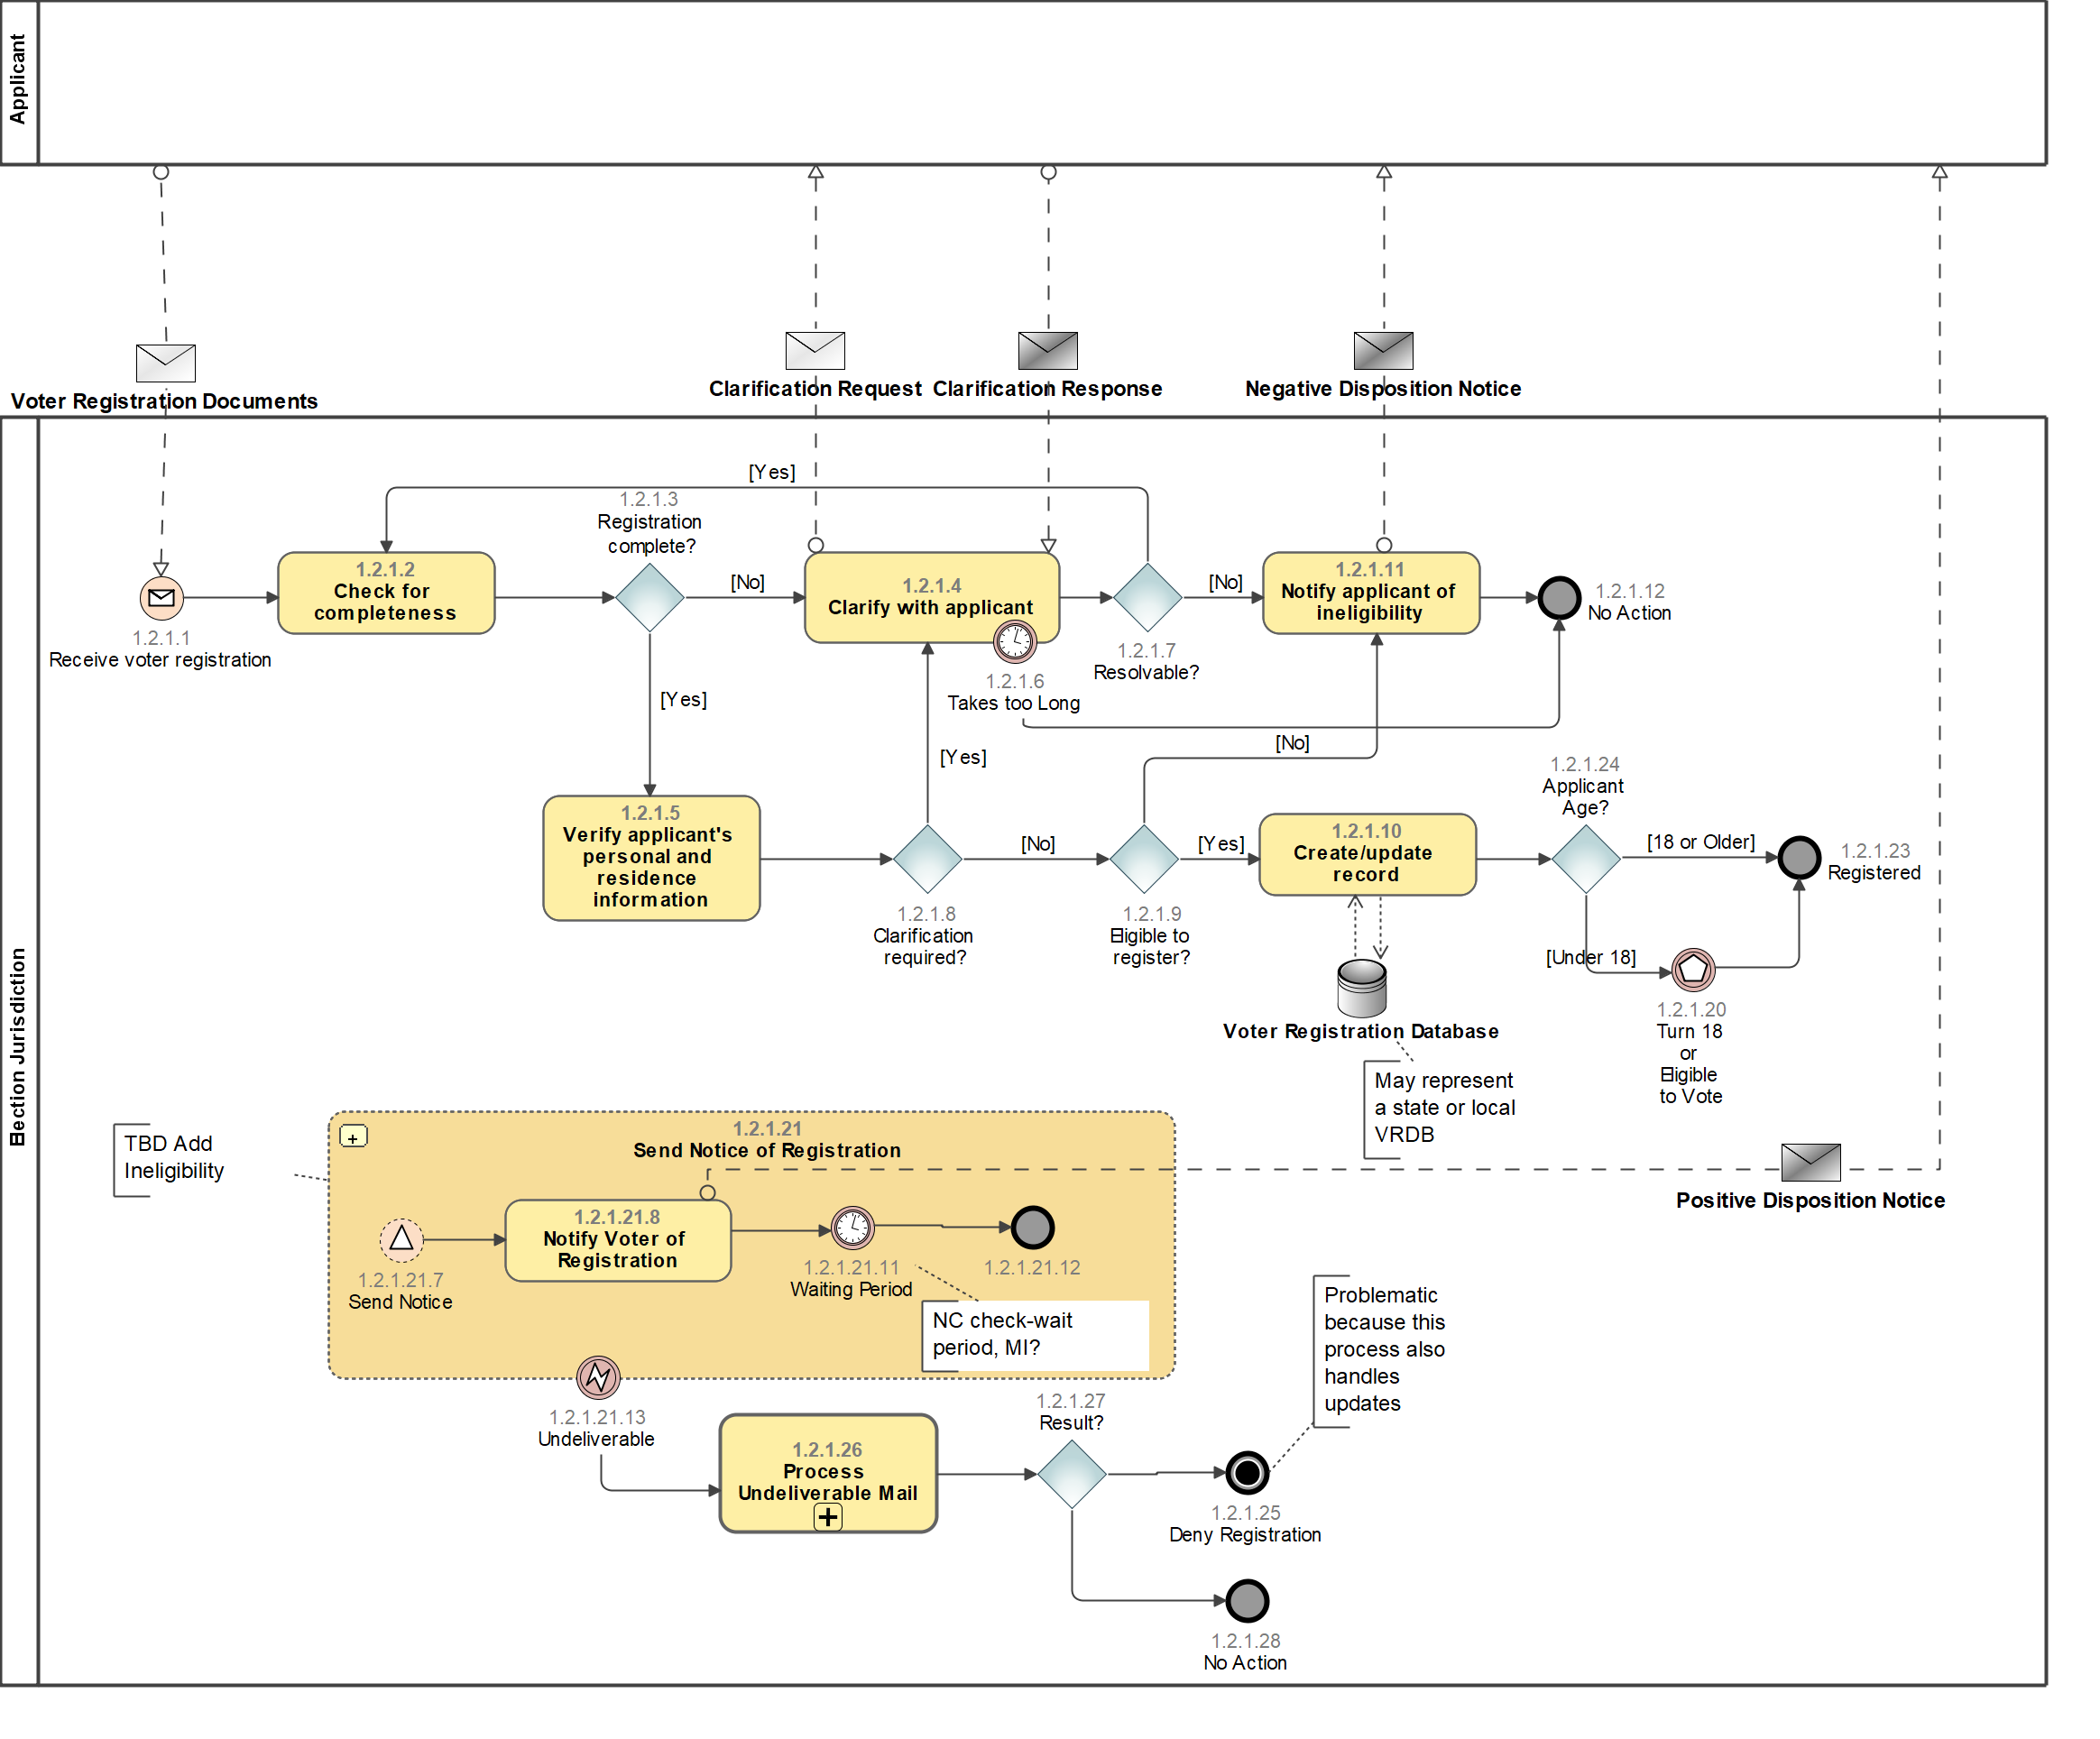 Applicant
Voter Registration Documents
Clarification Request
Clarification Response
Negative Disposition Notice
Election Jurisdiction
[Yes]
1.2.1.1
Receive voter registration
1.2.1.2
Check for
completeness
1.2.1.3
Registration
complete?
[No]
1.2.1.4
Clarify with applicant
1.2.1.6
Takes too Long
1.2.1.7
Resolvable?
[No]
1.2.1.11
Notify applicant of
ineligibility
1.2.1.12
No Action
[Yes]
[Yes]
[No]
1.2.1.5
Verify applicant's
personal and
residence
information
1.2.1.8
Clarification
required?
[No]
1.2.1.9
Eligible to
register?
[Yes]
1.2.1.10
Create/update
record
1.2.1.24
Applicant
Age?
[18 or Older]
1.2.1.23
Registered
[Under 18]
1.2.1.20
Turn 18
or
Eligible
to Vote
Voter Registration Database
May represent
a state or local
VRDB
TBD Add
Ineligibility
1.2.1.21
Send Notice of Registration
Positive Disposition Notice
1.2.1.21.7
Send Notice
1.2.1.21.8
Notify Voter of
Registration
1.2.1.21.11
Waiting Period
1.2.1.21.12
NC check-wait
period, MI?
1.2.1.21.13
Undeliverable
1.2.1.26
Process
Undeliverable Mail
1.2.1.27
Result?
Problematic
because this
process also
handles
updates
1.2.1.25
Deny Registration
1.2.1.28
No Action